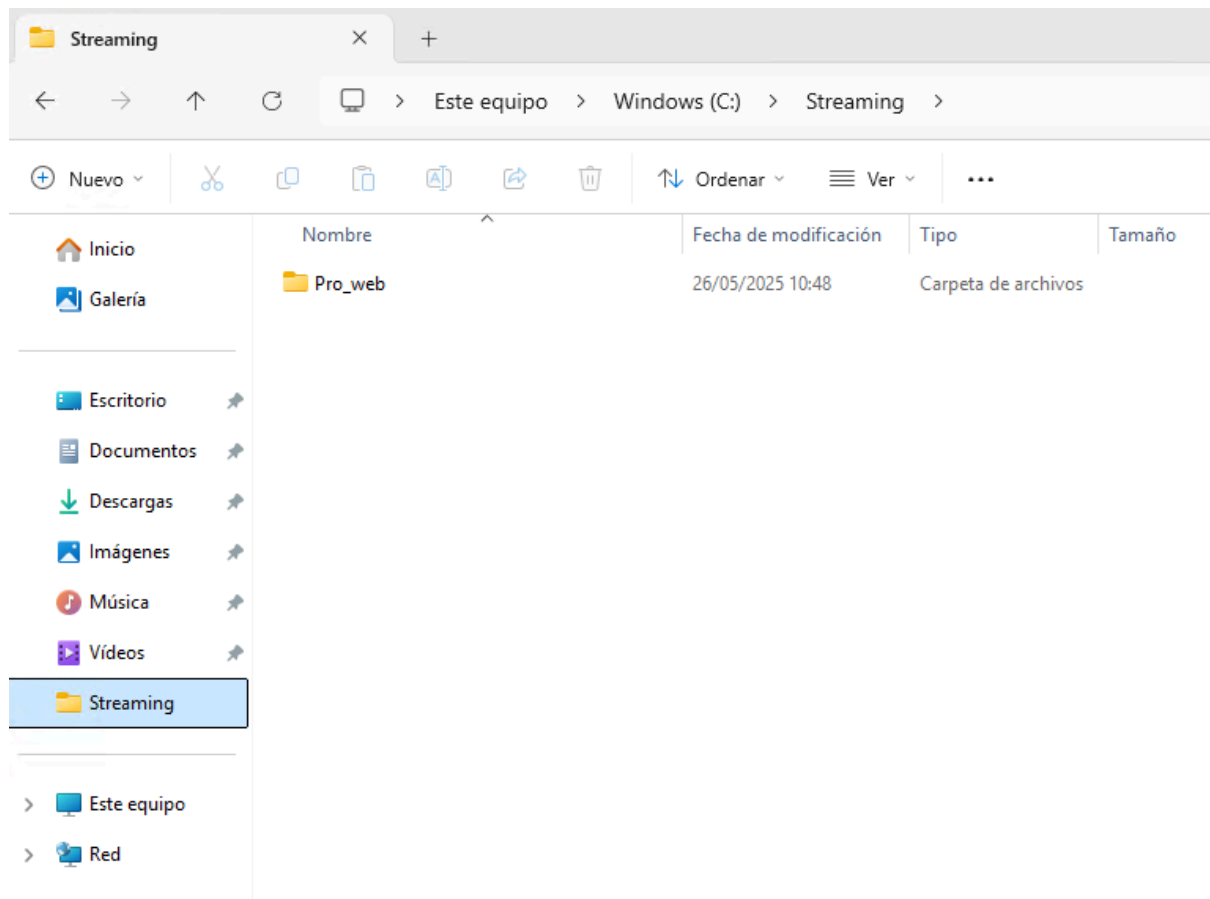 Streaming
Este equipo > Windows (C:) > Streaming >
Nuevo Ordenar Ver ...
Nombre Fecha de modificación Tipo Tamaño
Pro_web 26/05/2025 10:48 Carpeta de archivos
Inicio
Galería
Escritorio
Documentos
Descargas
Imágenes
Música
Vídeos
Streaming
Este equipo
Red